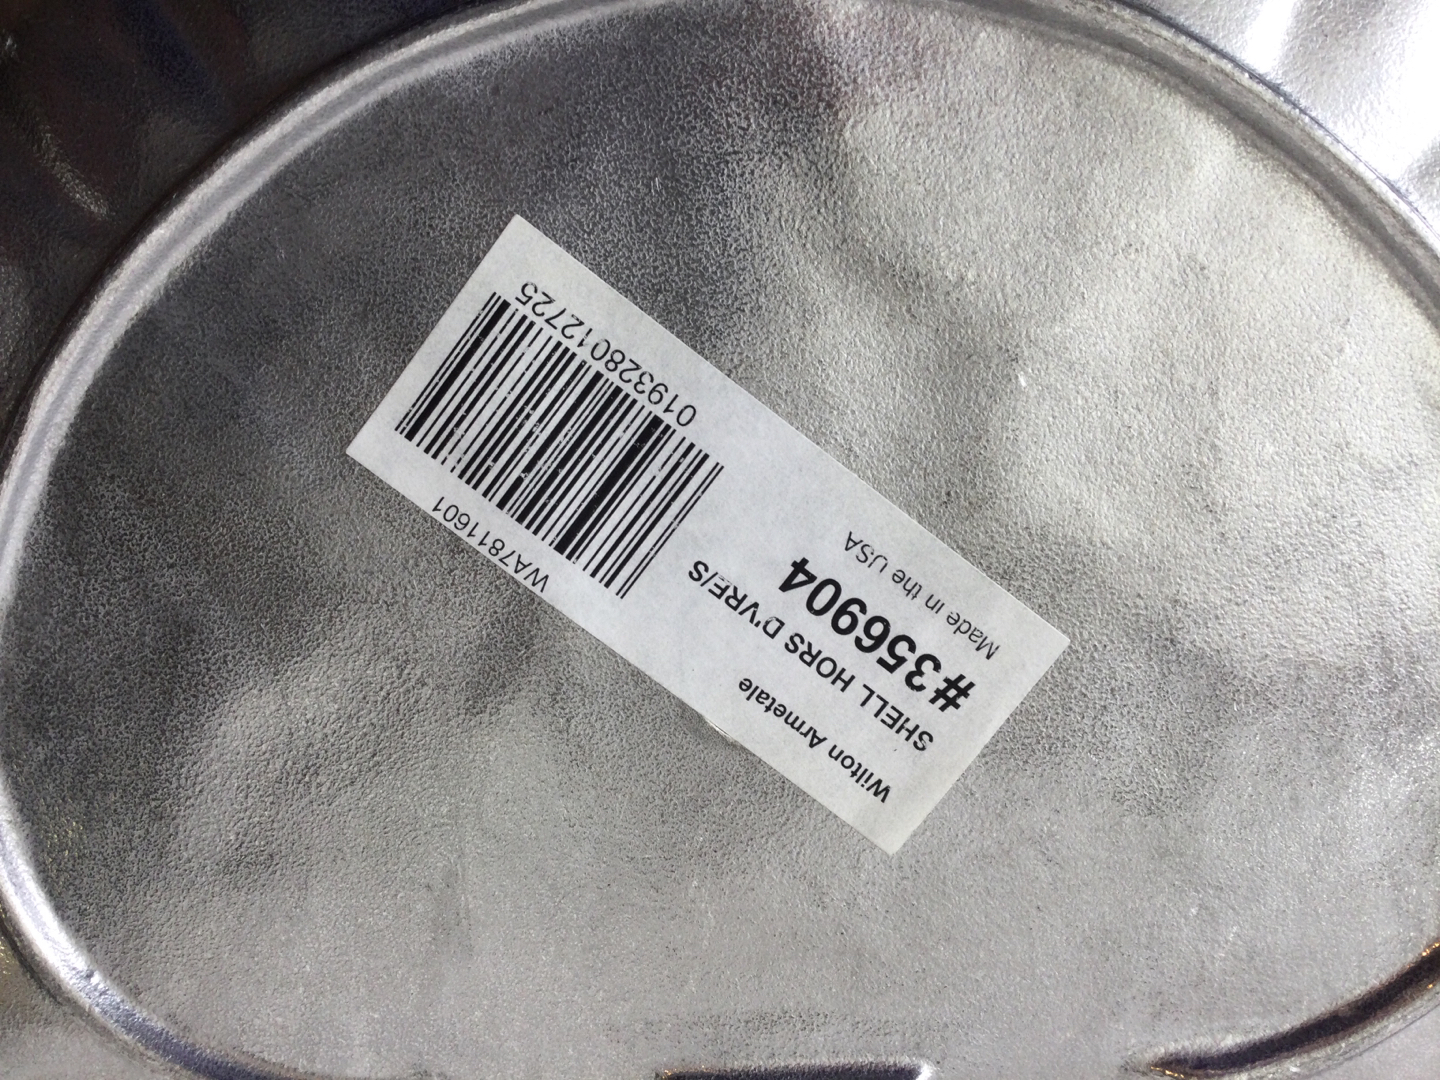 Wilton Armetale
SHELL HORS D'VRE/S
#356904
Made in the USA
WA7811601
019328012725